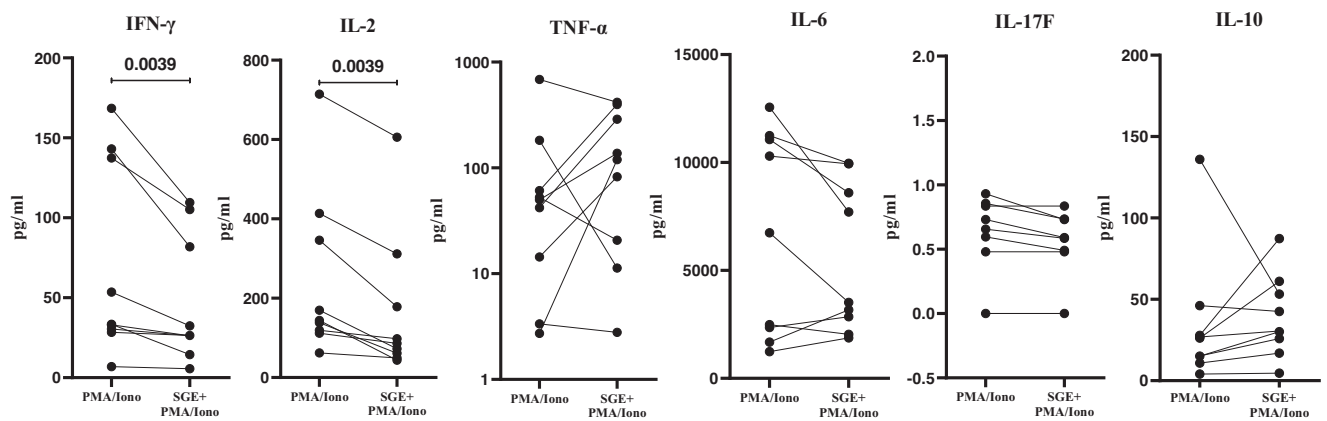 IFN-γ
0.0039
200
150
100
50
0
pg/ml
PMA/Iono
SGE+
PMA/Iono
IL-2
0.0039
800
600
400
200
0
pg/ml
PMA/Iono
SGE+
PMA/Iono
TNF-α
1000
100
10
1
pg/ml
PMA/Iono
SGE+
PMA/Iono
IL-6
15000
10000
5000
0
pg/ml
PMA/Iono
SGE+
PMA/Iono
IL-17F
2.0
1.5
1.0
0.5
0.0
-0.5
pg/ml
PMA/Iono
SGE+
PMA/Iono
IL-10
200
150
100
50
0
pg/ml
PMA/Iono
SGE+
PMA/Iono